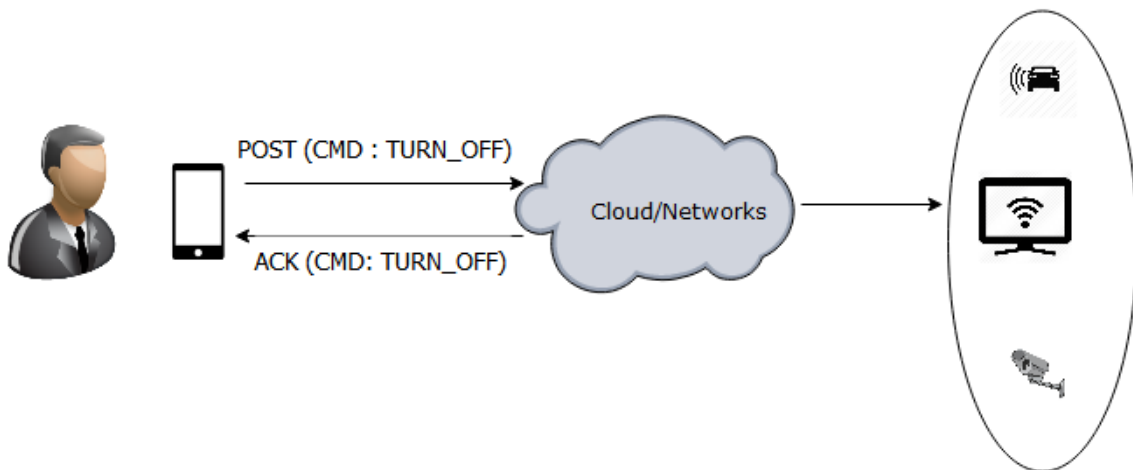 POST (CMD : TURN_OFF)
Cloud/Networks
ACK (CMD: TURN_OFF)